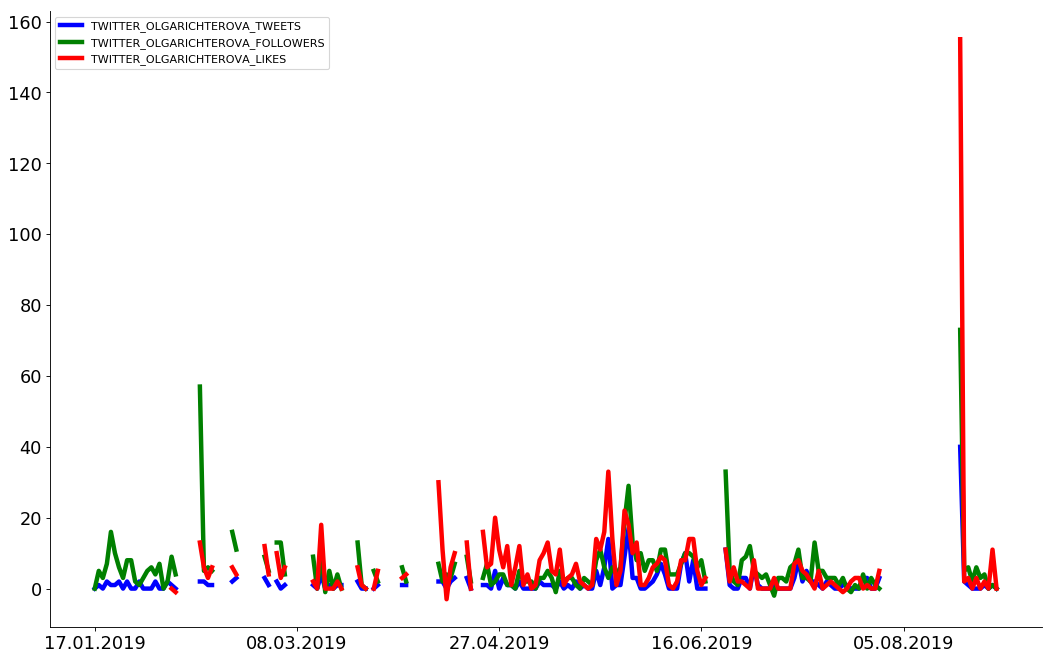 160
140
120
100
80
60
40
20
0
TWITTER_OLGARICHTEROVA_TWEETS
TWITTER_OLGARICHTEROVA_FOLLOWERS
TWITTER_OLGARICHTEROVA_LIKES
17.01.2019 08.03.2019 27.04.2019 16.06.2019 05.08.2019